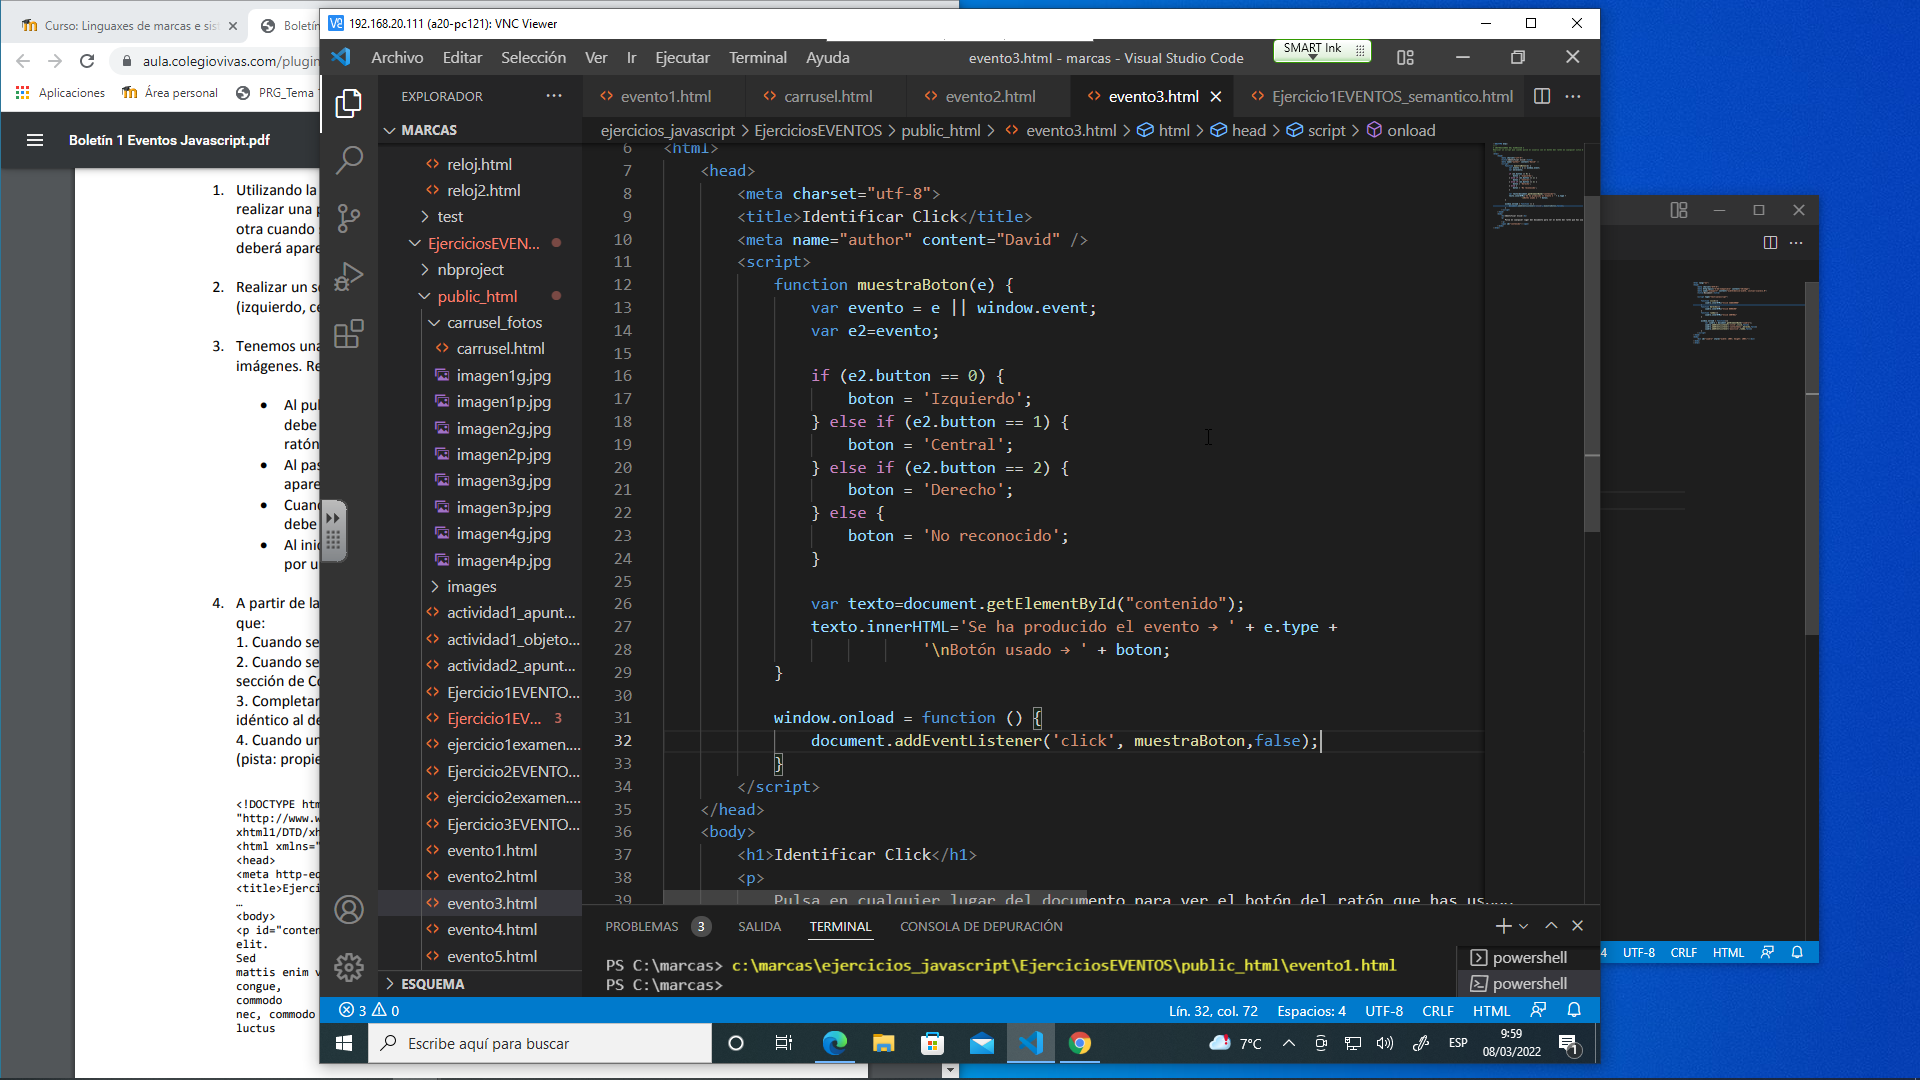 Curso: Linguaxes de marcas e sis
Boletín
aula.colegiovivas.com/plugin
Aplicaciones
Área personal
PRG_Tema
Boletín 1 Eventos Javascript.pdf
1. Utilizando la
realizar una
otra cuando
deberá apare
2. Realizar un s
(izquierdo, ce
3. Tenemos una
imágenes. Re
• Al pul
debe
ratón
• Al pas
apare
• Cuand
debe
• Al inic
por u
4. A partir de la
que:
1. Cuando se
2. Cuando se
sección de Co
3. Completar
idéntico al de
4. Cuando un
(pista: propie
<!DOCTYPE htm
"http://www.w
xhtml1/DTD/xh
<html xmlns="
<head>
<meta http-eq
<title>Ejerci
…
<body>
<p id="conten
elit.
Sed
mattis enim v
congue,
commodo
nec, commodo
luctus
192.168.20.111 (a20-pc121): VNC Viewer
Archivo Editar Selección Ver Ir Ejecutar Terminal Ayuda
evento3.html - marcas - Visual Studio Code
SMART Ink
EXPLORADOR
MARCAS
reloj.html
reloj2.html
test
EjerciciosEVEN...
nbproject
public_html
carrusel_fotos
carrusel.html
imagen1g.jpg
imagen1p.jpg
imagen2g.jpg
imagen2p.jpg
imagen3g.jpg
imagen3p.jpg
imagen4g.jpg
imagen4p.jpg
images
actividad1_apunt...
actividad1_objeto...
actividad2_apunt...
Ejercicio1EVENTO...
Ejercicio1EV... 3
ejercicio1examen....
Ejercicio2EVENTO...
ejercicio2examen....
Ejercicio3EVENTO...
evento1.html
evento2.html
evento3.html
evento4.html
evento5.html
ESQUEMA
evento1.html carrusel.html evento2.html evento3.html Ejercicio1EVENTOS_semantico.html
ejercicios_javascript > EjerciciosEVENTOS > public_html > evento3.html > html > head > script > onload
6 <html>
7 <head>
8 <meta charset="utf-8">
9 <title>Identificar Click</title>
10 <meta name="author" content="David" />
11 <script>
12 function muestraBoton(e) {
13 var evento = e || window.event;
14 var e2=evento;
15
16 if (e2.button == 0) {
17 boton = 'Izquierdo';
18 } else if (e2.button == 1) {
19 boton = 'Central';
20 } else if (e2.button == 2) {
21 boton = 'Derecho';
22 } else {
23 boton = 'No reconocido';
24 }
25
26 var texto=document.getElementById("contenido");
27 texto.innerHTML='Se ha producido el evento → ' + e.type +
28 '\nBotón usado → ' + boton;
29 }
30
31 window.onload = function () {
32 document.addEventListener('click', muestraBoton,false);
33 }
34 </script>
35 </head>
36 <body>
37 <h1>Identificar Click</h1>
38 <p>
39 Pulsa en cualquier lugar del documento para ver el botón del ratón que has
PROBLEMAS 3 SALIDA TERMINAL CONSOLA DE DEPURACIÓN
PS C:\marcas> c:\marcas\ejercicios_javascript\EjerciciosEVENTOS\public_html\evento1.html
PS C:\marcas>
powershell
powershell
3 0
Lín. 32, col. 72 Espacios: 4 UTF-8 CRLF HTML
4 UTF-8 CRLF HTML
Escribe aquí para buscar
7°C
ESP
9:59
08/03/2022
1